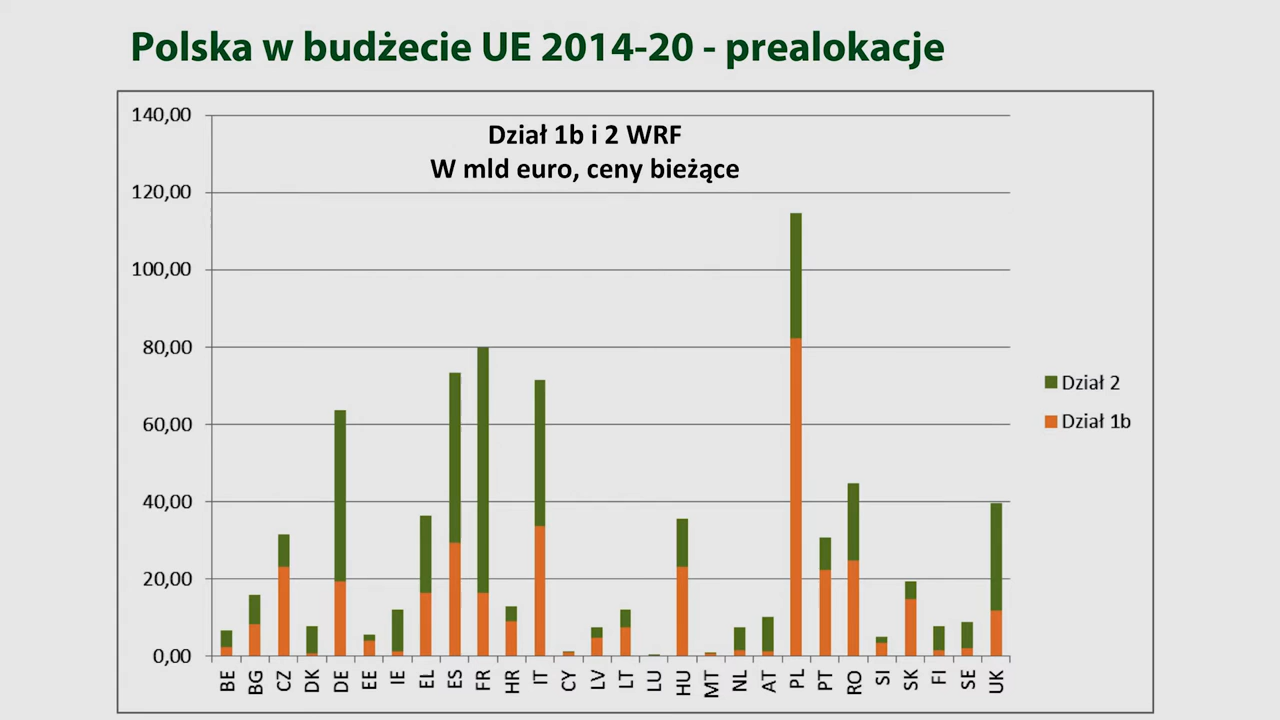 Polska w budżecie UE 2014-20 - prealokacje
Dział 1b i 2 WRF
W mld euro, ceny bieżące
140,00
120,00
100,00
80,00
60,00
40,00
20,00
0,00
BE BG CZ DK DE EE IE EL ES FR HR IT CY LV LT LU HU MT NL AT PL PT RO SI SK FI SE UK
Dział 2
Dział 1b